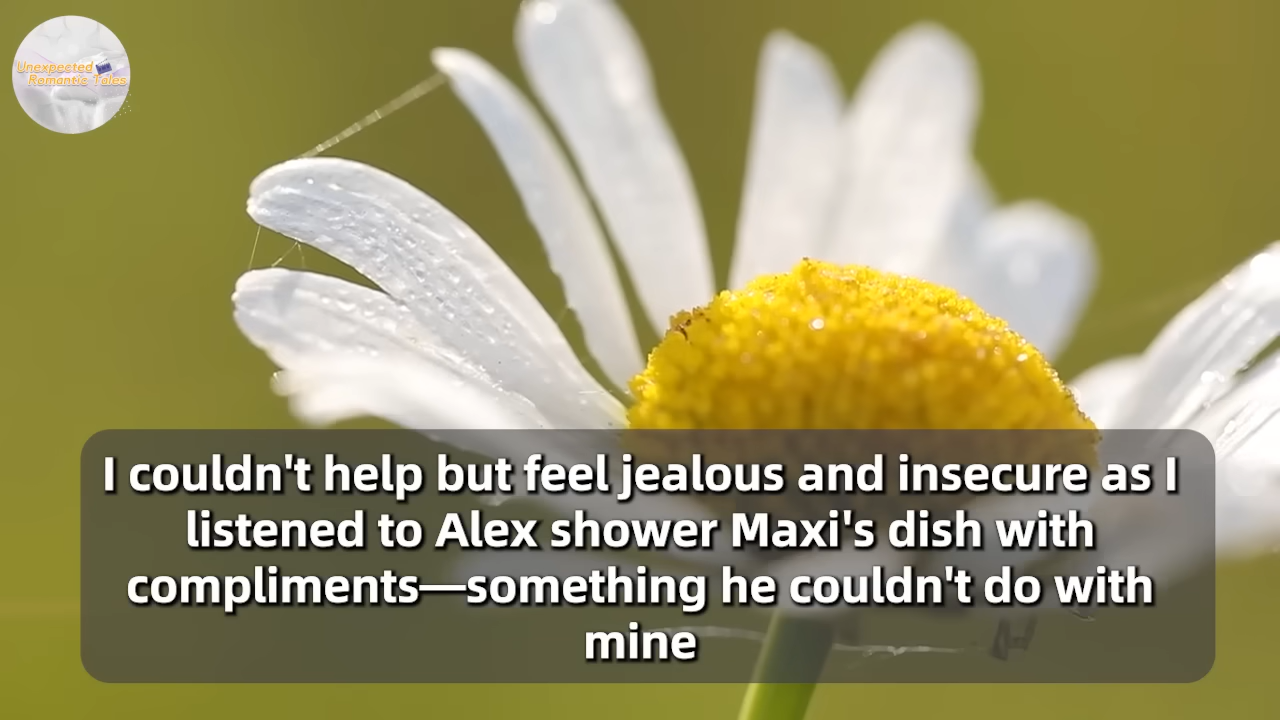 Unexpected
Romantic Tales
I couldn't help but feel jealous and insecure as I
listened to Alex shower Maxi's dish with
compliments—something he couldn't do with
mine